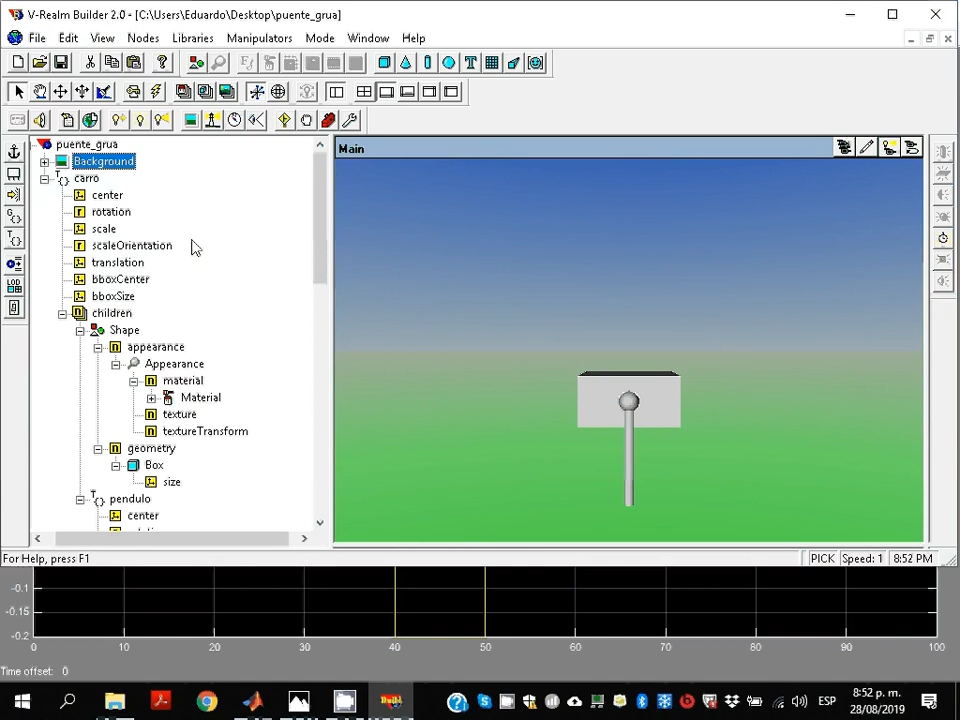 V-Realm Builder 2.0 - [C:\Users\Eduardo\Desktop\puente_grua]
File Edit View Nodes Libraries Manipulators Mode Window Help
puente_grua
Background
carro
center
rotation
scale
scaleOrientation
translation
bboxCenter
bboxSize
children
Shape
appearance
Appearance
material
Material
texture
textureTransform
geometry
Box
size
pendulo
center
Main
For Help, press F1
PICK Speed: 1 8:52 PM
-0.1
-0.15
-0.2
0 10 20 30 40 50 60 70 80 90 100
Time offset: 0
ESP
8:52 p. m.
28/08/2019